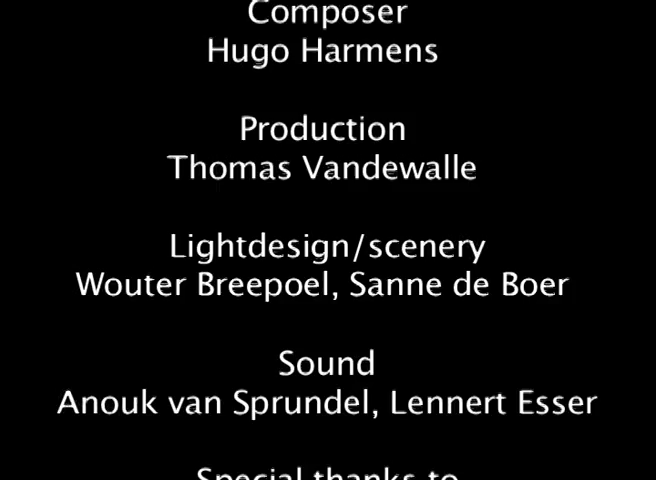 Composer
Hugo Harmens
Production
Thomas Vandewalle
Lightdesign/scenery
Wouter Breepoel, Sanne de Boer
Sound
Anouk van Sprundel, Lennert Esser
Special thanks to